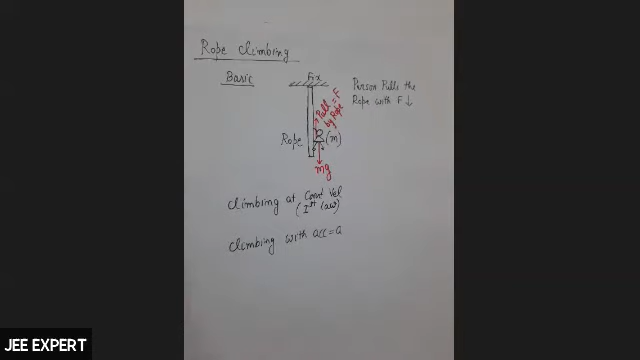 Rope Climbing
Basic
Fix
Person Pulls the
Rope with F ↓
Pull = F
by Rope
Rope
(m)
mg
Climbing at Const Vel
(Ist law)
Climbing with acc = a
JEE EXPERT